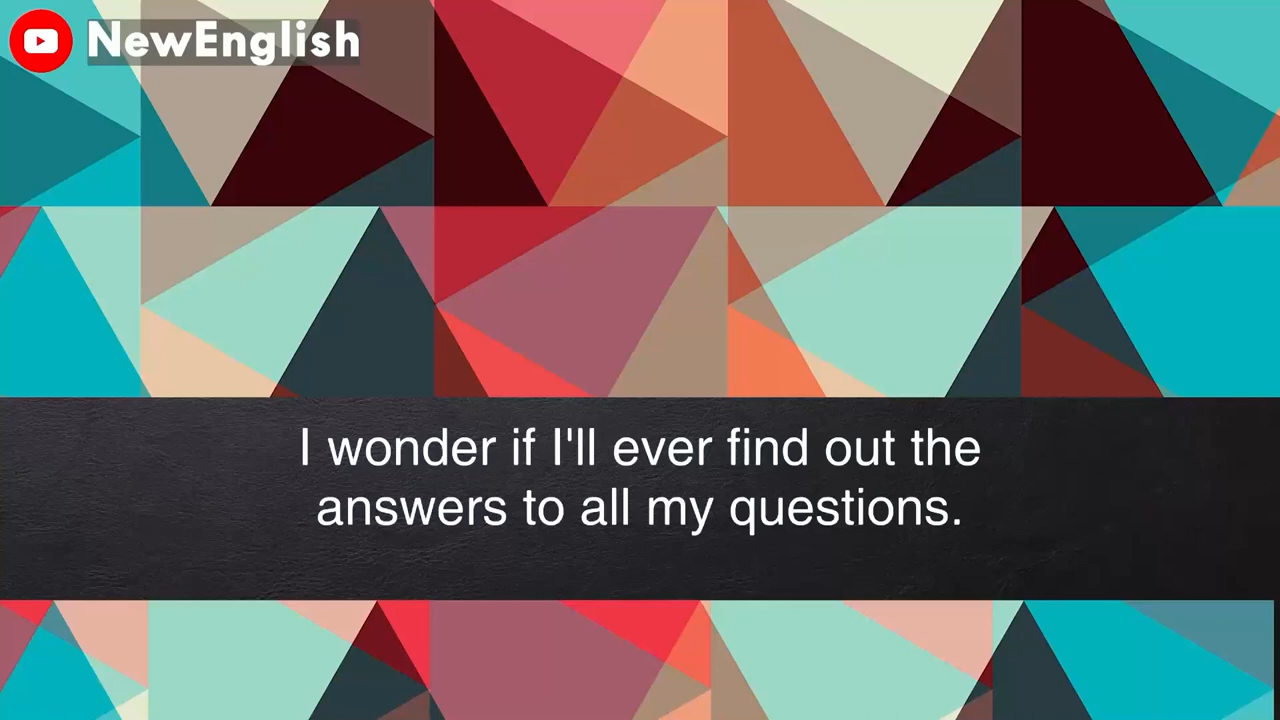 NewEnglish
I wonder if I'll ever find out the
answers to all my questions.